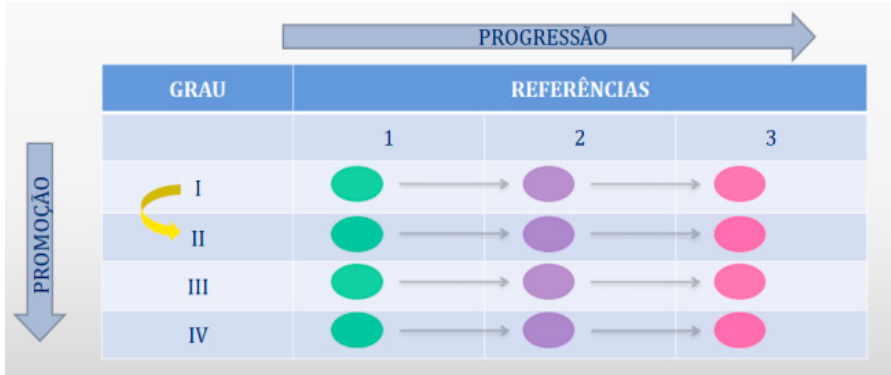 PROGRESSÃO
GRAU REFERÊNCIAS
1 2 3
PROMOÇÃO
I
II
III
IV